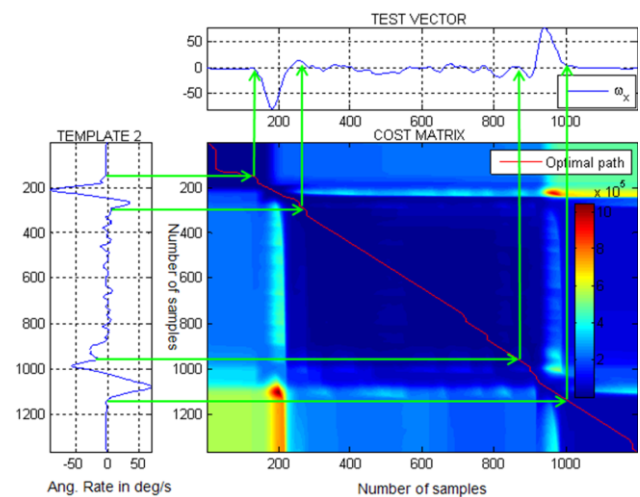 TEST VECTOR
50
0
-50
ω_x
200 400 600 800 1000
TEMPLATE 2
COST MATRIX
Optimal path
x 10^5
200
400
600
800
1000
1200
Number of samples
200
400
600
800
1000
1200
10
8
6
4
2
-50 0 50
200 400 600 800 1000
Ang. Rate in deg/s
Number of samples